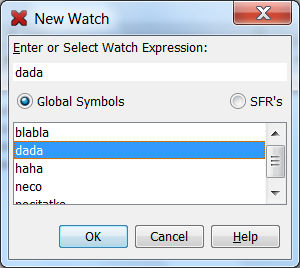 New Watch
Enter or Select Watch Expression:
dada
Global Symbols SFR's
blabla
dada
haha
neco
OK Cancel Help